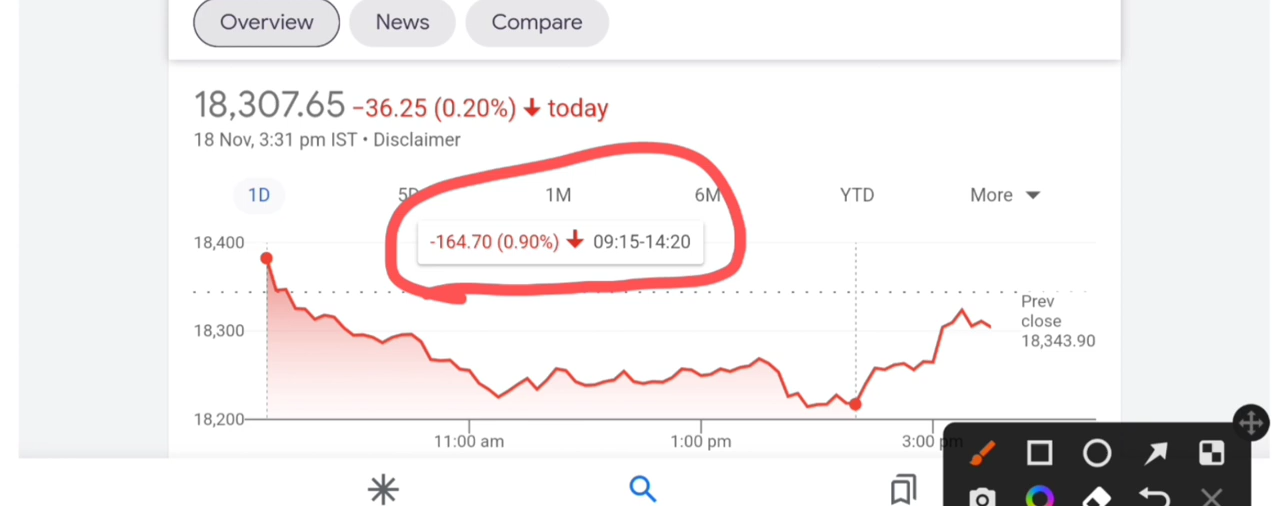 Overview News Compare
18,307.65 −36.25 (0.20%) ↓ today
18 Nov, 3:31 pm IST • Disclaimer
1D 5D 1M 6M YTD More
-164.70 (0.90%) ↓ 09:15-14:20
18,400
18,300
18,200
Prev
close
18,343.90
11:00 am 1:00 pm 3:00 pm